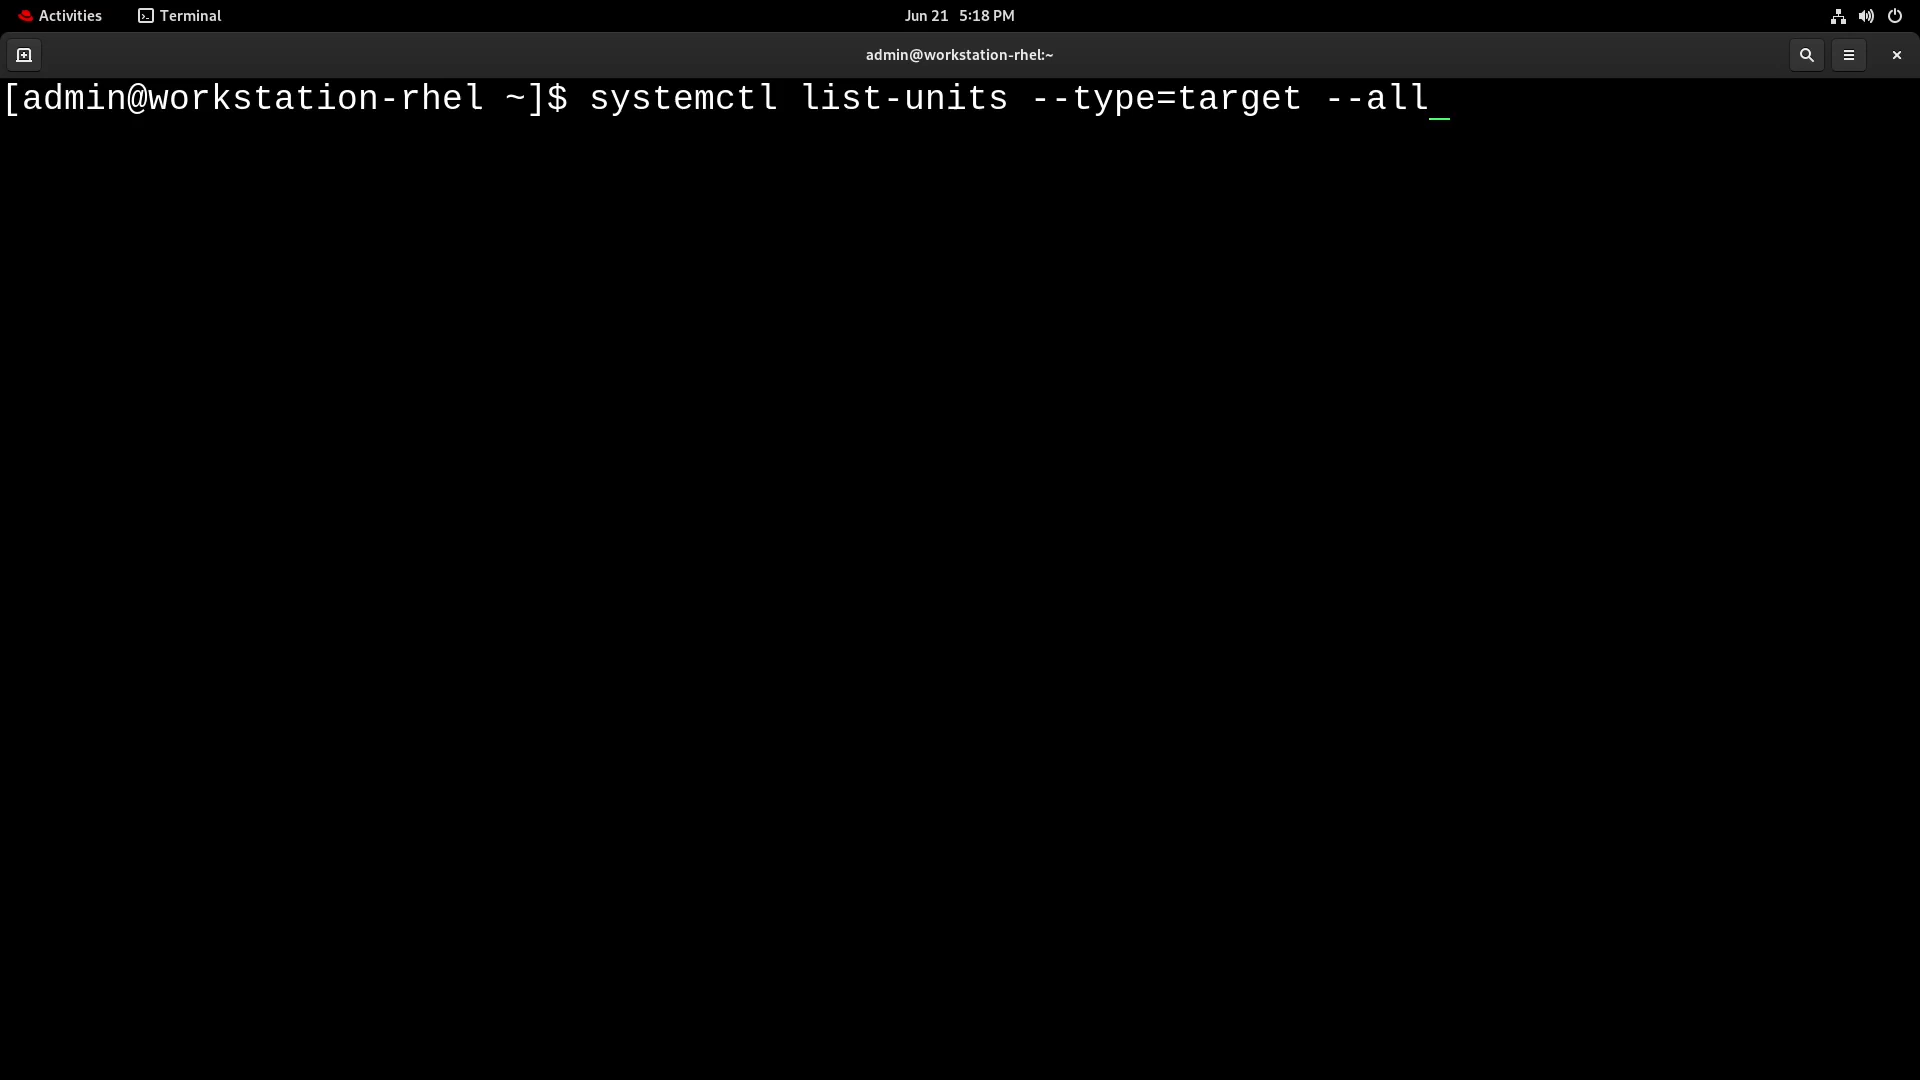 Activities Terminal Jun 21 5:18 PM
admin@workstation-rhel:~
[admin@workstation-rhel ~]$ systemctl list-units --type=target --all